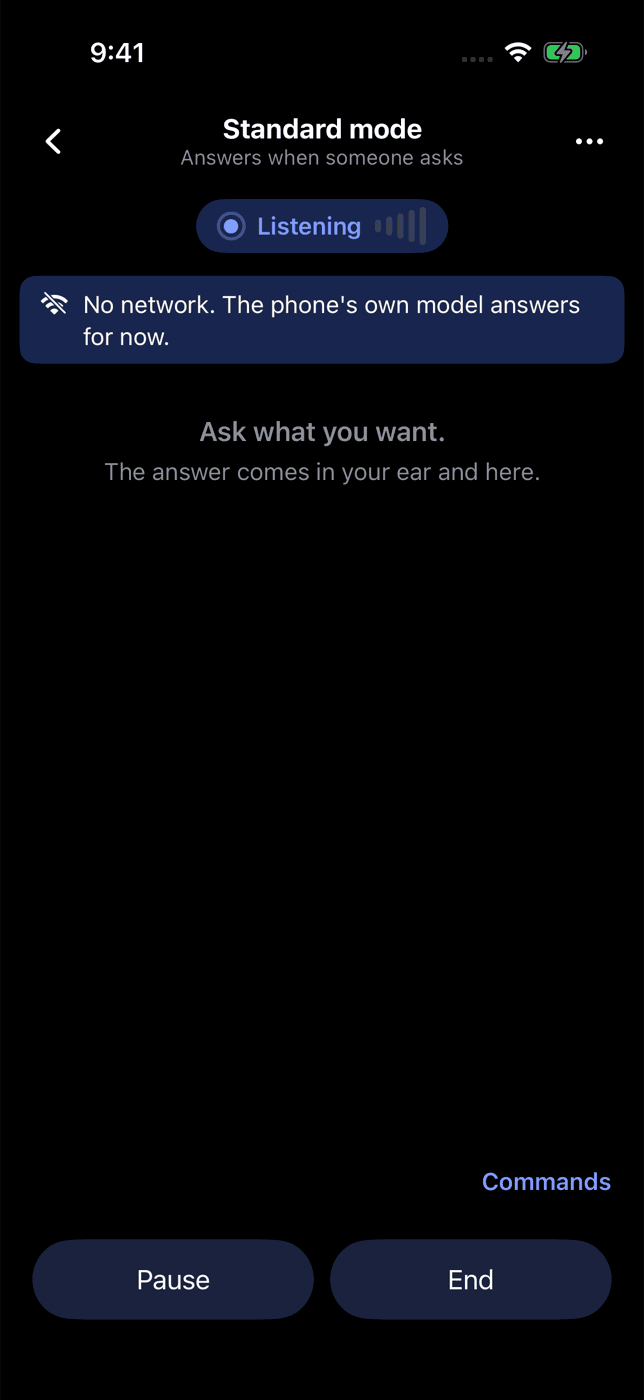 9:41
Standard mode
Answers when someone asks
Listening
No network. The phone's own model answers
for now.
Ask what you want.
The answer comes in your ear and here.
Commands
Pause
End